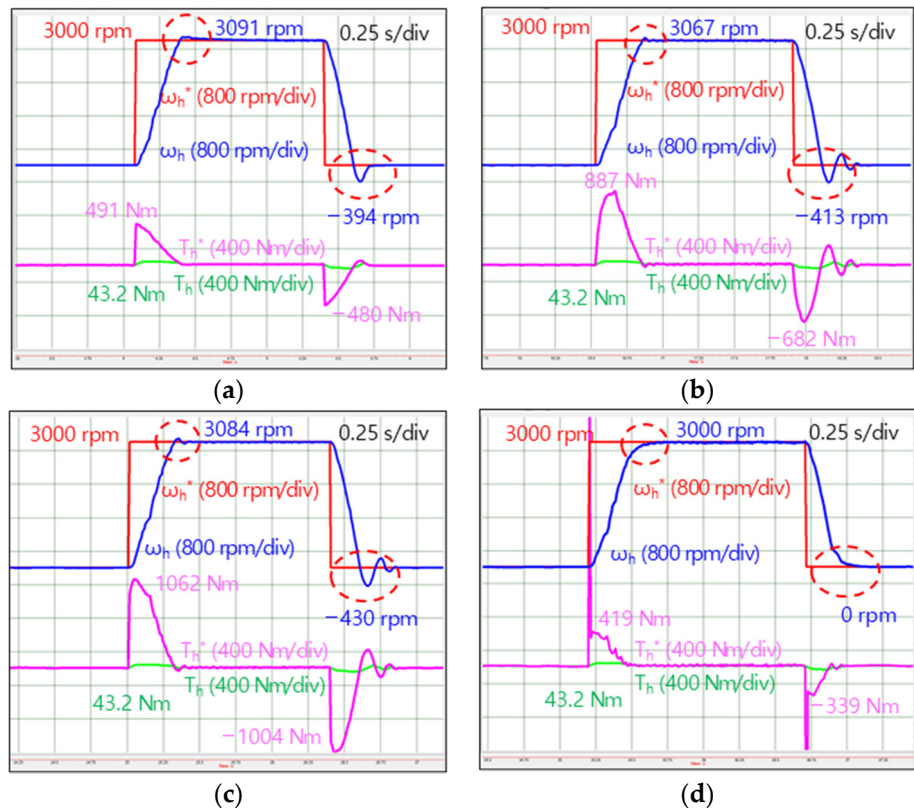 (a)
3000 rpm 3091 rpm 0.25 s/div
ωh* (800 rpm/div)
ωh (800 rpm/div)
491 Nm
−394 rpm
Th* (400 Nm/div)
Th (400 Nm/div)
43.2 Nm
−480 Nm
(b)
3000 rpm 3067 rpm 0.25 s/div
ωh* (800 rpm/div)
ωh (800 rpm/div)
887 Nm
−413 rpm
Th* (400 Nm/div)
Th (400 Nm/div)
43.2 Nm
−682 Nm
(c)
3000 rpm 3084 rpm 0.25 s/div
ωh* (800 rpm/div)
ωh (800 rpm/div)
1062 Nm
−430 rpm
Th* (400 Nm/div)
Th (400 Nm/div)
43.2 Nm
−1004 Nm
(d)
3000 rpm 3000 rpm 0.25 s/div
ωh* (800 rpm/div)
ωh (800 rpm/div)
419 Nm
0 rpm
Th* (400 Nm/div)
Th (400 Nm/div)
43.2 Nm
−339 Nm